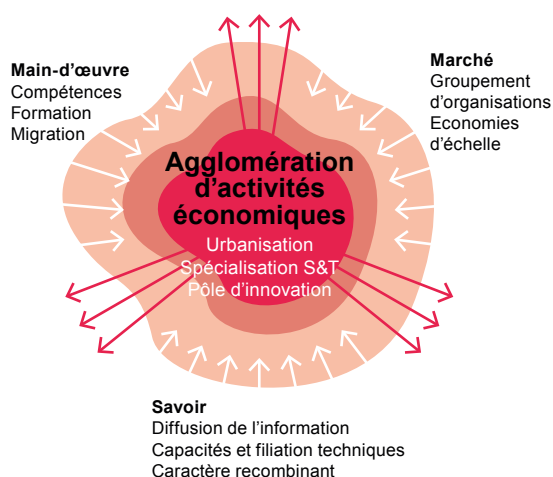 Main-d'œuvre
Compétences
Formation
Migration
Marché
Groupement
d'organisations
Economies
d'échelle
Agglomération
d'activités
économiques
Urbanisation
Spécialisation S&T
Pôle d'innovation
Savoir
Diffusion de l'information
Capacités et filiation techniques
Caractère recombinant